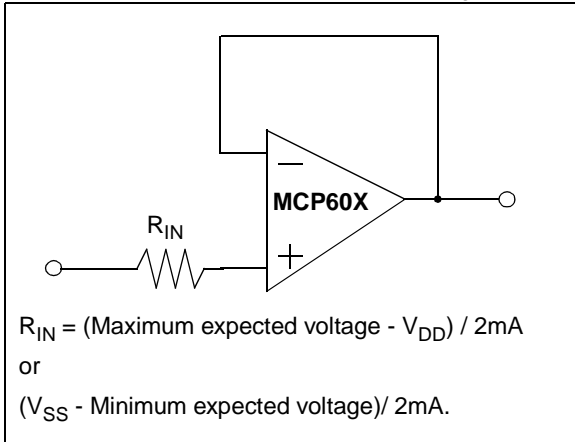 MCP60X
R_IN
R_IN = (Maximum expected voltage - V_DD) / 2mA
or
(V_SS - Minimum expected voltage)/ 2mA.